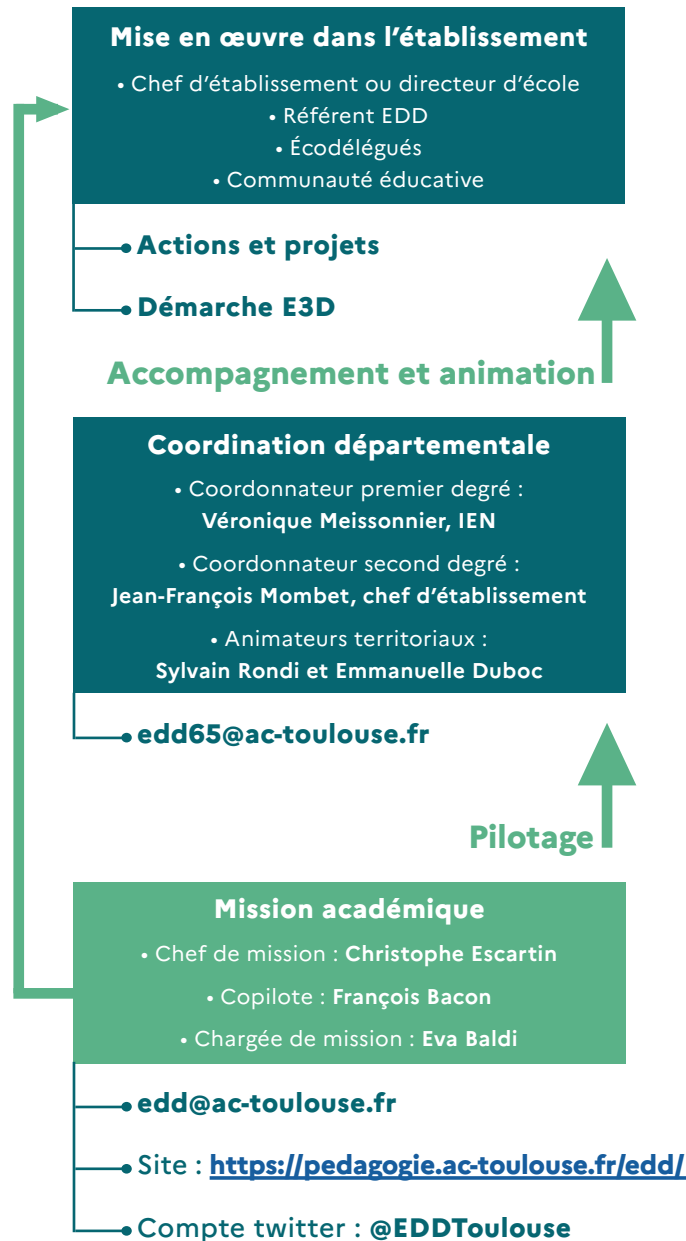 Mise en œuvre dans l’établissement
• Chef d’établissement ou directeur d’école
• Référent EDD
• Écodélégués
• Communauté éducative
Actions et projets
Démarche E3D
Accompagnement et animation
Coordination départementale
• Coordonnateur premier degré :
Véronique Meissonnier, IEN
• Coordonnateur second degré :
Jean-François Mombet, chef d’établissement
• Animateurs territoriaux :
Sylvain Rondi et Emmanuelle Duboc
edd65@ac-toulouse.fr
Pilotage
Mission académique
• Chef de mission : Christophe Escartin
• Copilote : François Bacon
• Chargée de mission : Eva Baldi
edd@ac-toulouse.fr
Site : https://pedagogie.ac-toulouse.fr/edd/
Compte twitter : @EDDToulouse